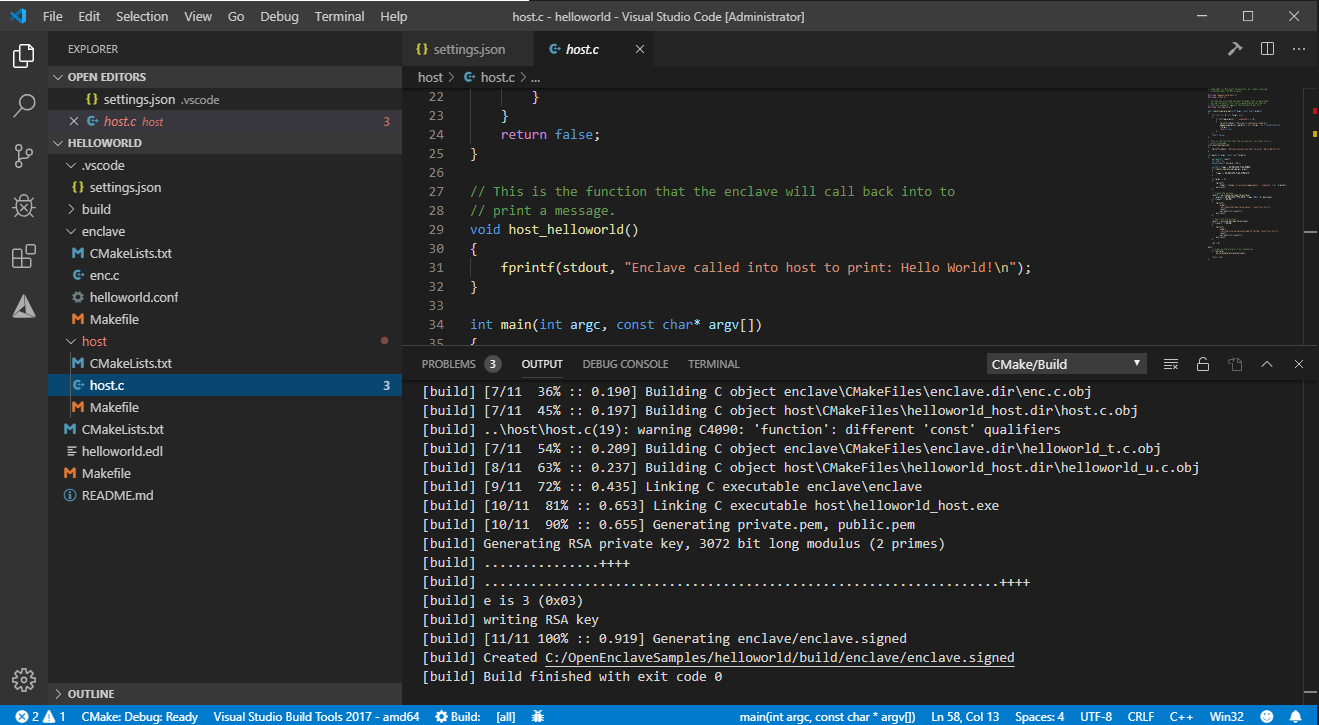 File Edit Selection View Go Debug Terminal Help host.c - helloworld - Visual Studio Code [Administrator]
EXPLORER
OPEN EDITORS
{} settings.json .vscode
host.c host 3
HELLOWORLD
.vscode
{} settings.json
build
enclave
CMakeLists.txt
enc.c
helloworld.conf
Makefile
host
CMakeLists.txt
host.c 3
Makefile
CMakeLists.txt
helloworld.edl
Makefile
README.md
OUTLINE
{} settings.json host.c
host > host.c > ...
22 }
23 }
24 return false;
25 }
26
27 // This is the function that the enclave will call back into to
28 // print a message.
29 void host_helloworld()
30 {
31 fprintf(stdout, "Enclave called into host to print: Hello World!\n");
32 }
33
34 int main(int argc, const char* argv[])
35 {
PROBLEMS 3 OUTPUT DEBUG CONSOLE TERMINAL CMake/Build
[build] [7/11  36% :: 0.190] Building C object enclave\CMakeFiles\enclave.dir\enc.c.obj
[build] [7/11  45% :: 0.197] Building C object host\CMakeFiles\helloworld_host.dir\host.c.obj
[build] ..\host\host.c(19): warning C4090: 'function': different 'const' qualifiers
[build] [7/11  54% :: 0.209] Building C object enclave\CMakeFiles\enclave.dir\helloworld_t.c.obj
[build] [8/11  63% :: 0.237] Building C object host\CMakeFiles\helloworld_host.dir\helloworld_u.c.obj
[build] [9/11  72% :: 0.435] Linking C executable enclave\enclave
[build] [10/11  81% :: 0.653] Linking C executable host\helloworld_host.exe
[build] [10/11  90% :: 0.655] Generating private.pem, public.pem
[build] Generating RSA private key, 3072 bit long modulus (2 primes)
[build] ...............++++
[build] ...................................................................++++
[build] e is 3 (0x03)
[build] writing RSA key
[build] [11/11 100% :: 0.919] Generating enclave/enclave.signed
[build] Created C:/OpenEnclaveSamples/helloworld/build/enclave/enclave.signed
[build] Build finished with exit code 0
2 1 CMake: Debug: Ready Visual Studio Build Tools 2017 - amd64 Build: [all] main(int argc, const char * argv[]) Ln 58, Col 13 Spaces: 4 UTF-8 CRLF C++ Win32